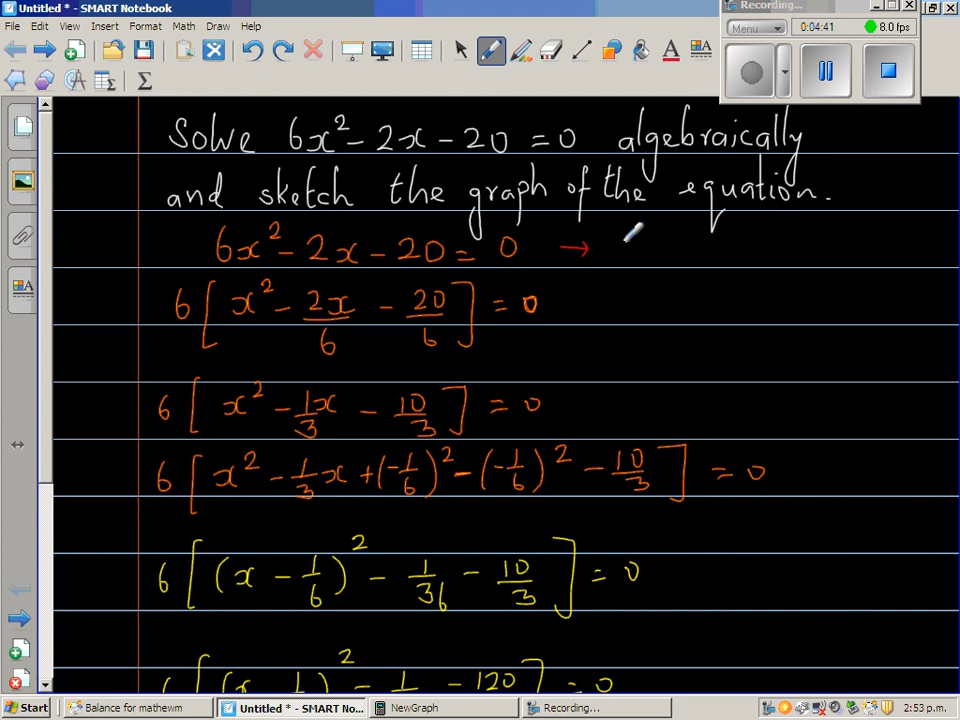 Untitled * - SMART Notebook
Recording...
File Edit View Insert Format Math Draw Help
Menu 0:04:41 8.0 fps
Solve 6x² - 2x - 20 = 0 algebraically
and sketch the graph of the equation.
6x² - 2x - 20 = 0 →
6[x² - 2x/6 - 20/6] = 0
6[x² - 1/3x - 10/3] = 0
6[x² - 1/3x + (-1/6)² - (-1/6)² - 10/3] = 0
6[(x - 1/6)² - 1/36 - 10/3] = 0
Start Balance for mathewm Untitled * - SMART No... NewGraph Recording... 2:53 p.m.